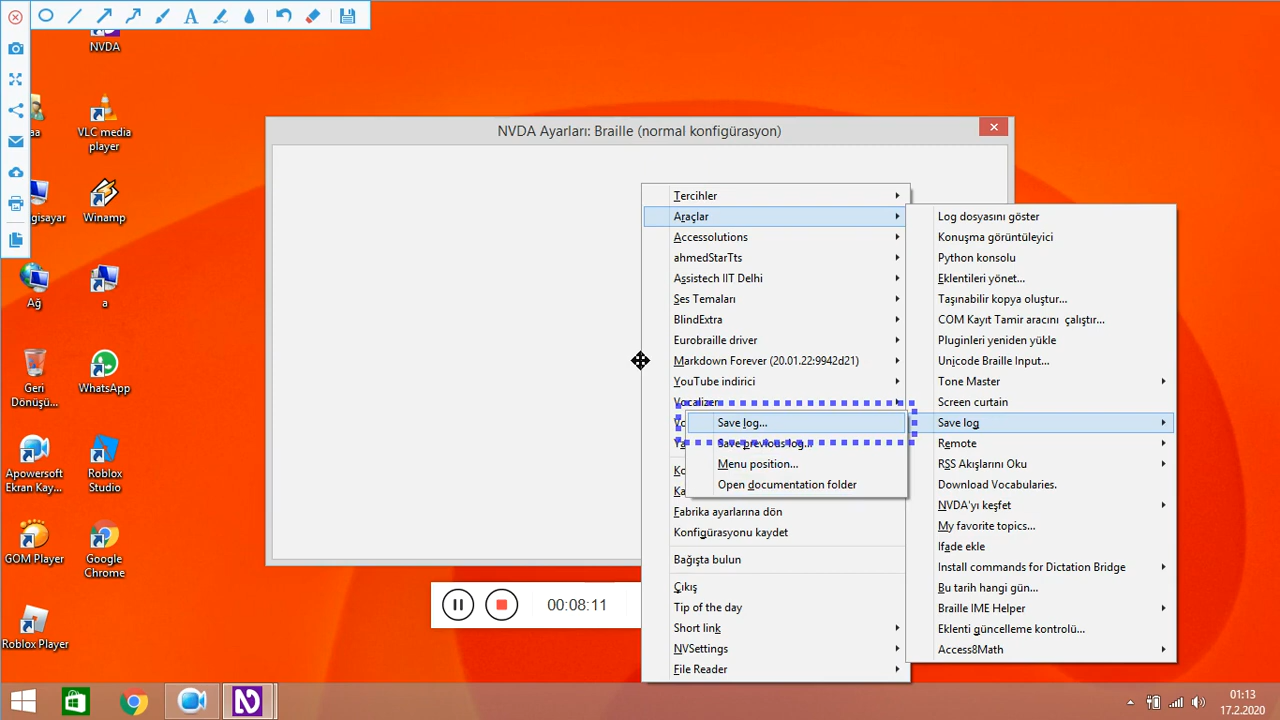 A
NVDA
aa
VLC media
player
lgisayar
Winamp
Ağ
a
Geri
Dönüşü...
WhatsApp
Apowersoft
Ekran Kay...
Roblox
Studio
GOM Player
Google
Chrome
Roblox Player
NVDA Ayarları: Braille (normal konfigürasyon)
Tercihler
Araçlar
Accessolutions
ahmedStarTts
Assistech IIT Delhi
Ses Temaları
BlindExtra
Eurobraille driver
Markdown Forever (20.01.22:9942d21)
YouTube indirici
Vocalizer
Fabrika ayarlarına dön
Konfigürasyonu kaydet
Bağışta bulun
Çıkış
Tip of the day
Short link
NVSettings
File Reader
Save log...
Save previous log...
Menu position...
Open documentation folder
Log dosyasını göster
Konuşma görüntüleyici
Python konsolu
Eklentileri yönet...
Taşınabilir kopya oluştur...
COM Kayıt Tamir aracını  çalıştır...
Pluginleri yeniden yükle
Unicode Braille Input...
Tone Master
Screen curtain
Save log
Remote
RSS Akışlarını Oku
Download Vocabularies.
NVDA'yı keşfet
My favorite topics...
Ifade ekle
Install commands for Dictation Bridge
Bu tarih hangi gün...
Braille IME Helper
Eklenti güncelleme kontrolü...
Access8Math
00:08:11
01:13
17.2.2020